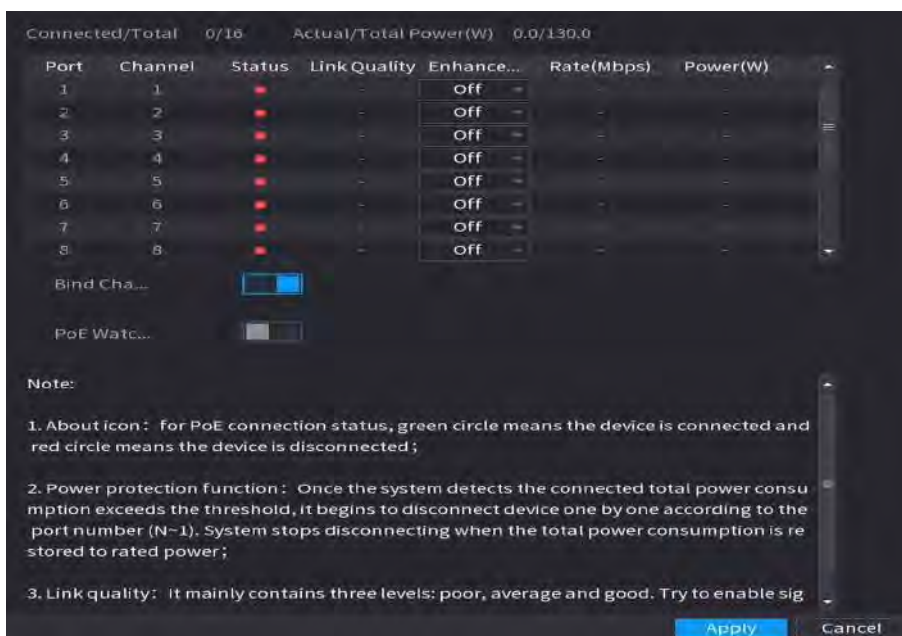 Connected/Total 0/16 Actual/Total Power(W) 0.0/130.0
Port Channel Status Link Quality Enhance... Rate(Mbps) Power(W)
1 1 - Off - -
2 2 - Off - -
3 3 - Off - -
4 4 - Off - -
5 5 - Off - -
6 6 - Off - -
7 7 - Off - -
8 8 - Off - -
Bind Cha...
PoE Watc...
Note:
1. About icon: for PoE connection status, green circle means the device is connected and
red circle means the device is disconnected;
2. Power protection function: Once the system detects the connected total power consu
mption exceeds the threshold, it begins to disconnect device one by one according to the
port number (N~1). System stops disconnecting when the total power consumption is re
stored to rated power;
3. Link quality: It mainly contains three levels: poor, average and good. Try to enable sig
Apply Cancel